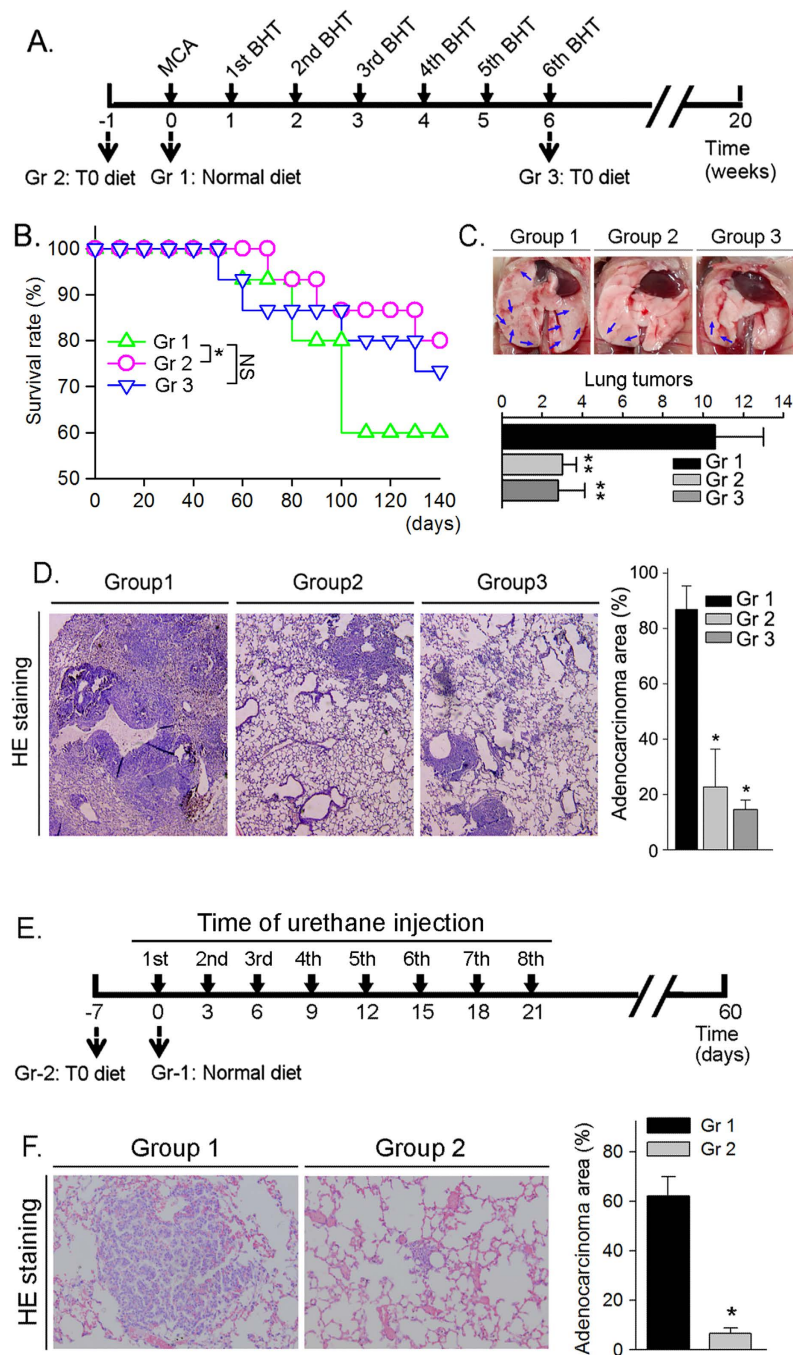 A.
MCA
1st BHT
2nd BHT
3rd BHT
4th BHT
5th BHT
6th BHT
-1 0 1 2 3 4 5 6 20
Time
(weeks)
Gr 2: T0 diet
Gr 1: Normal diet
Gr 3: T0 diet
B.
100
90
80
70
60
50
Survival rate (%)
Gr 1
Gr 2
Gr 3
*
NS
0 20 40 60 80 100 120 140
(days)
C.
Group 1 Group 2 Group 3
Lung tumors
0 2 4 6 8 10 12 14
**
**
Gr 1
Gr 2
Gr 3
D.
Group1 Group2 Group3
HE staining
Adenocarcinoma area (%)
100
80
60
40
20
0
Gr 1
Gr 2
Gr 3
*
*
E.
Time of urethane injection
1st 2nd 3rd 4th 5th 6th 7th 8th
-7 0 3 6 9 12 15 18 21 60
Time
(days)
Gr-2: T0 diet
Gr-1: Normal diet
F.
Group 1 Group 2
HE staining
Adenocarcinoma area (%)
80
60
40
20
0
Gr 1
Gr 2
*